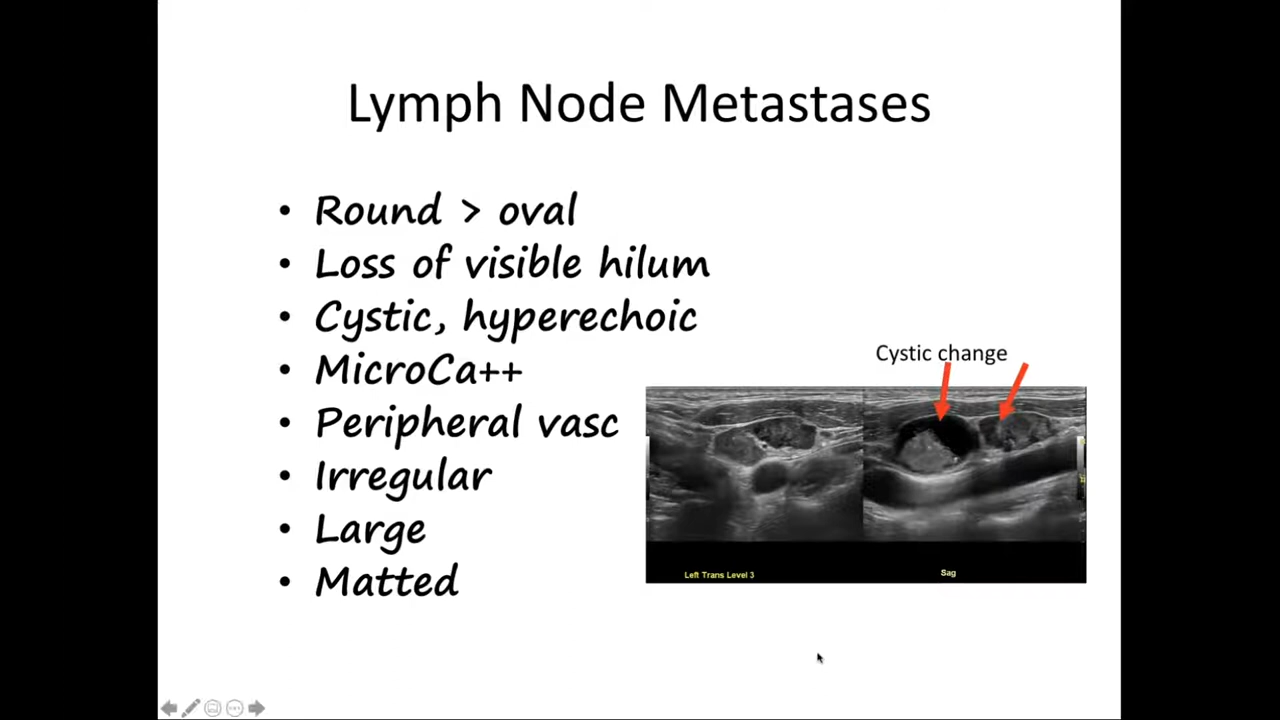 Lymph Node Metastases
• Round > oval
• Loss of visible hilum
• Cystic, hyperechoic
• MicroCa++
• Peripheral vasc
• Irregular
• Large
• Matted
Cystic change
Left Trans Level 3
Sag